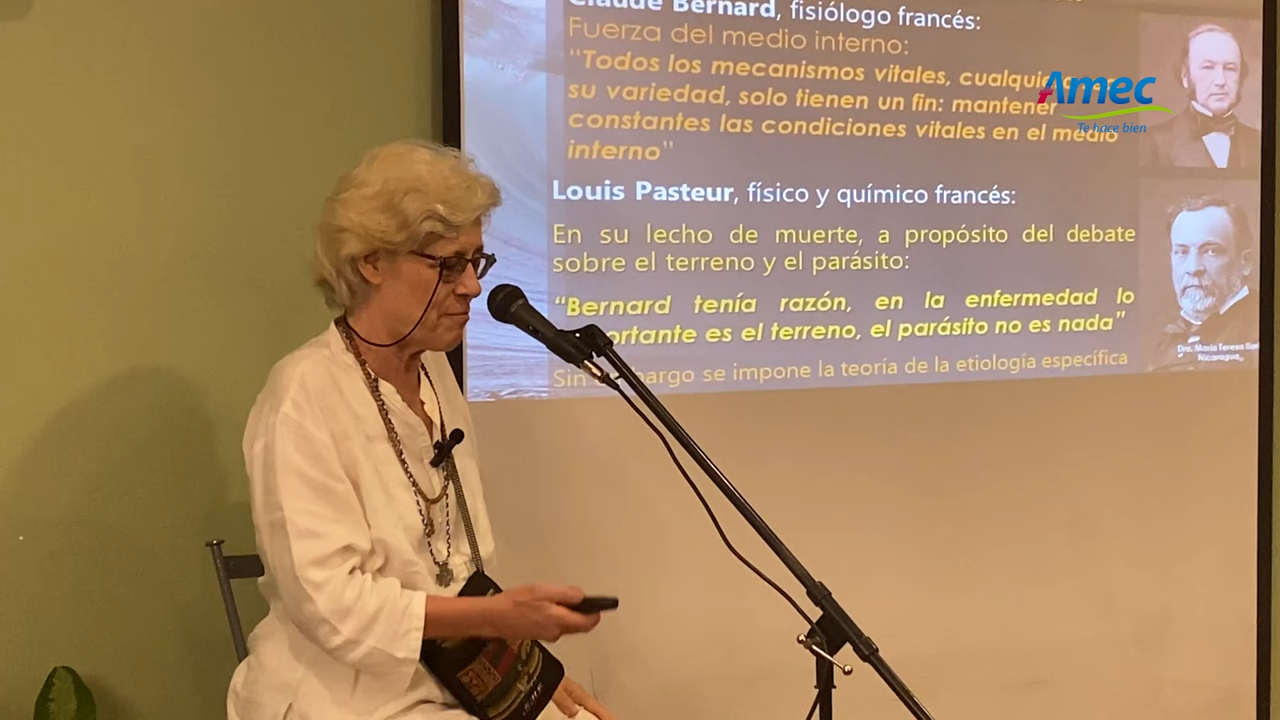 Claude Bernard, fisiólogo francés:
Fuerza del medio interno:
"Todos los mecanismos vitales,
su variedad, solo tienen un fin: mantener
constantes las condiciones vitales en el medio
interno"
Amec
Te hace bien
Louis Pasteur, físico y químico francés:
En su lecho de muerte, a propósito del debate
sobre el terreno y el parásito:
“Bernard tenía razón, en la enfermedad lo
ortante es el terreno, el parásito no es nada”
Sin bargo se impone la teoría de la etiología específica
Dra. María Teresa
Nicaragua,